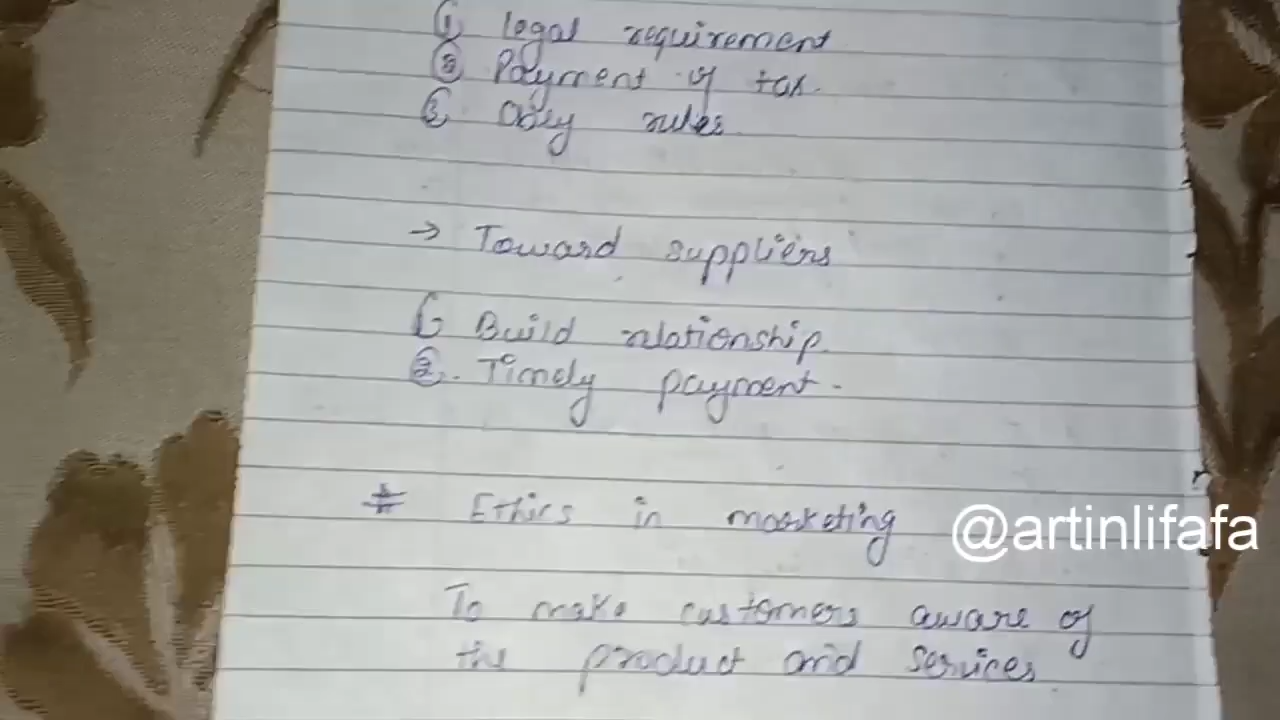 ① legal requirement
② Payment of tax.
③ Obey rules
→ Toward suppliers
① Build relationship.
②. Timely payment.
# Ethics in marketing
@artinlifafa
To make customers aware of
the product and services